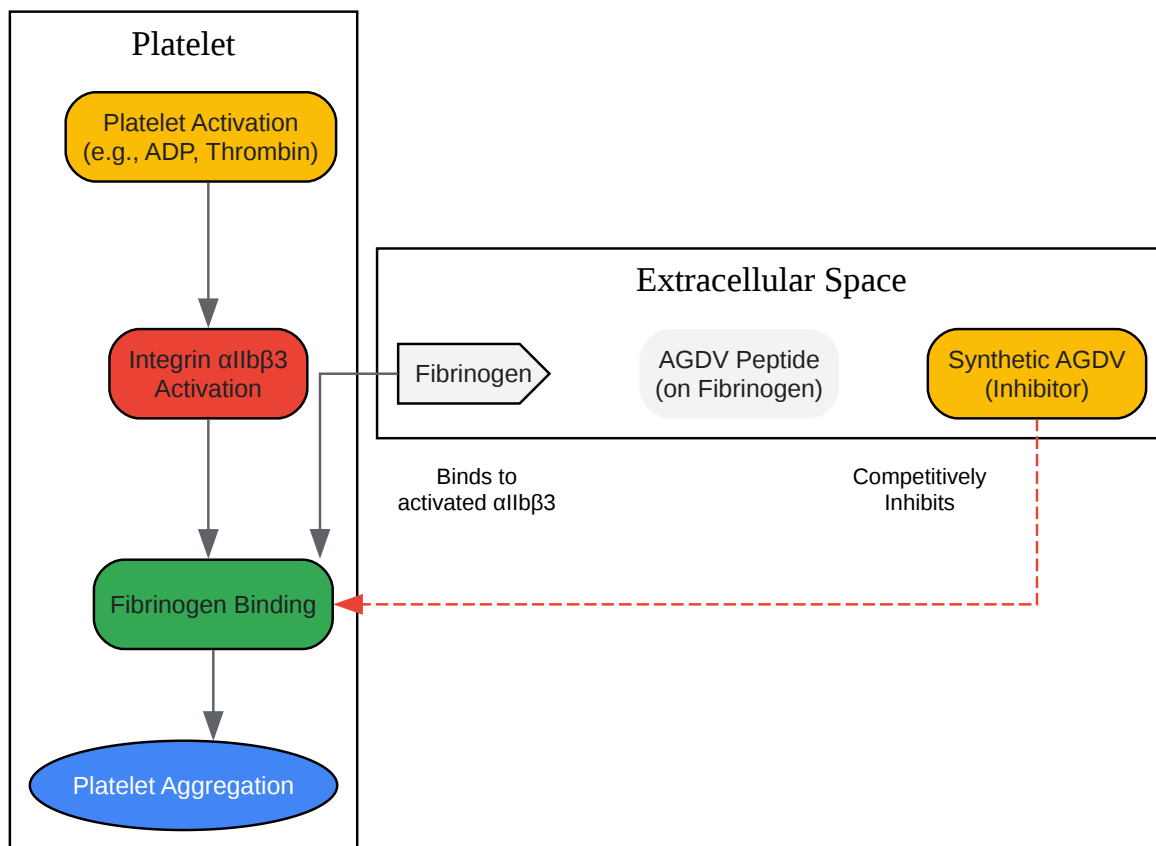 Platelet
Platelet Activation
(e.g., ADP, Thrombin)
Integrin αIIbβ3
Activation
Fibrinogen Binding
Platelet Aggregation
Extracellular Space
Fibrinogen
AGDV Peptide
(on Fibrinogen)
Synthetic AGDV
(Inhibitor)
Binds to
activated αIIbβ3
Competitively
Inhibits